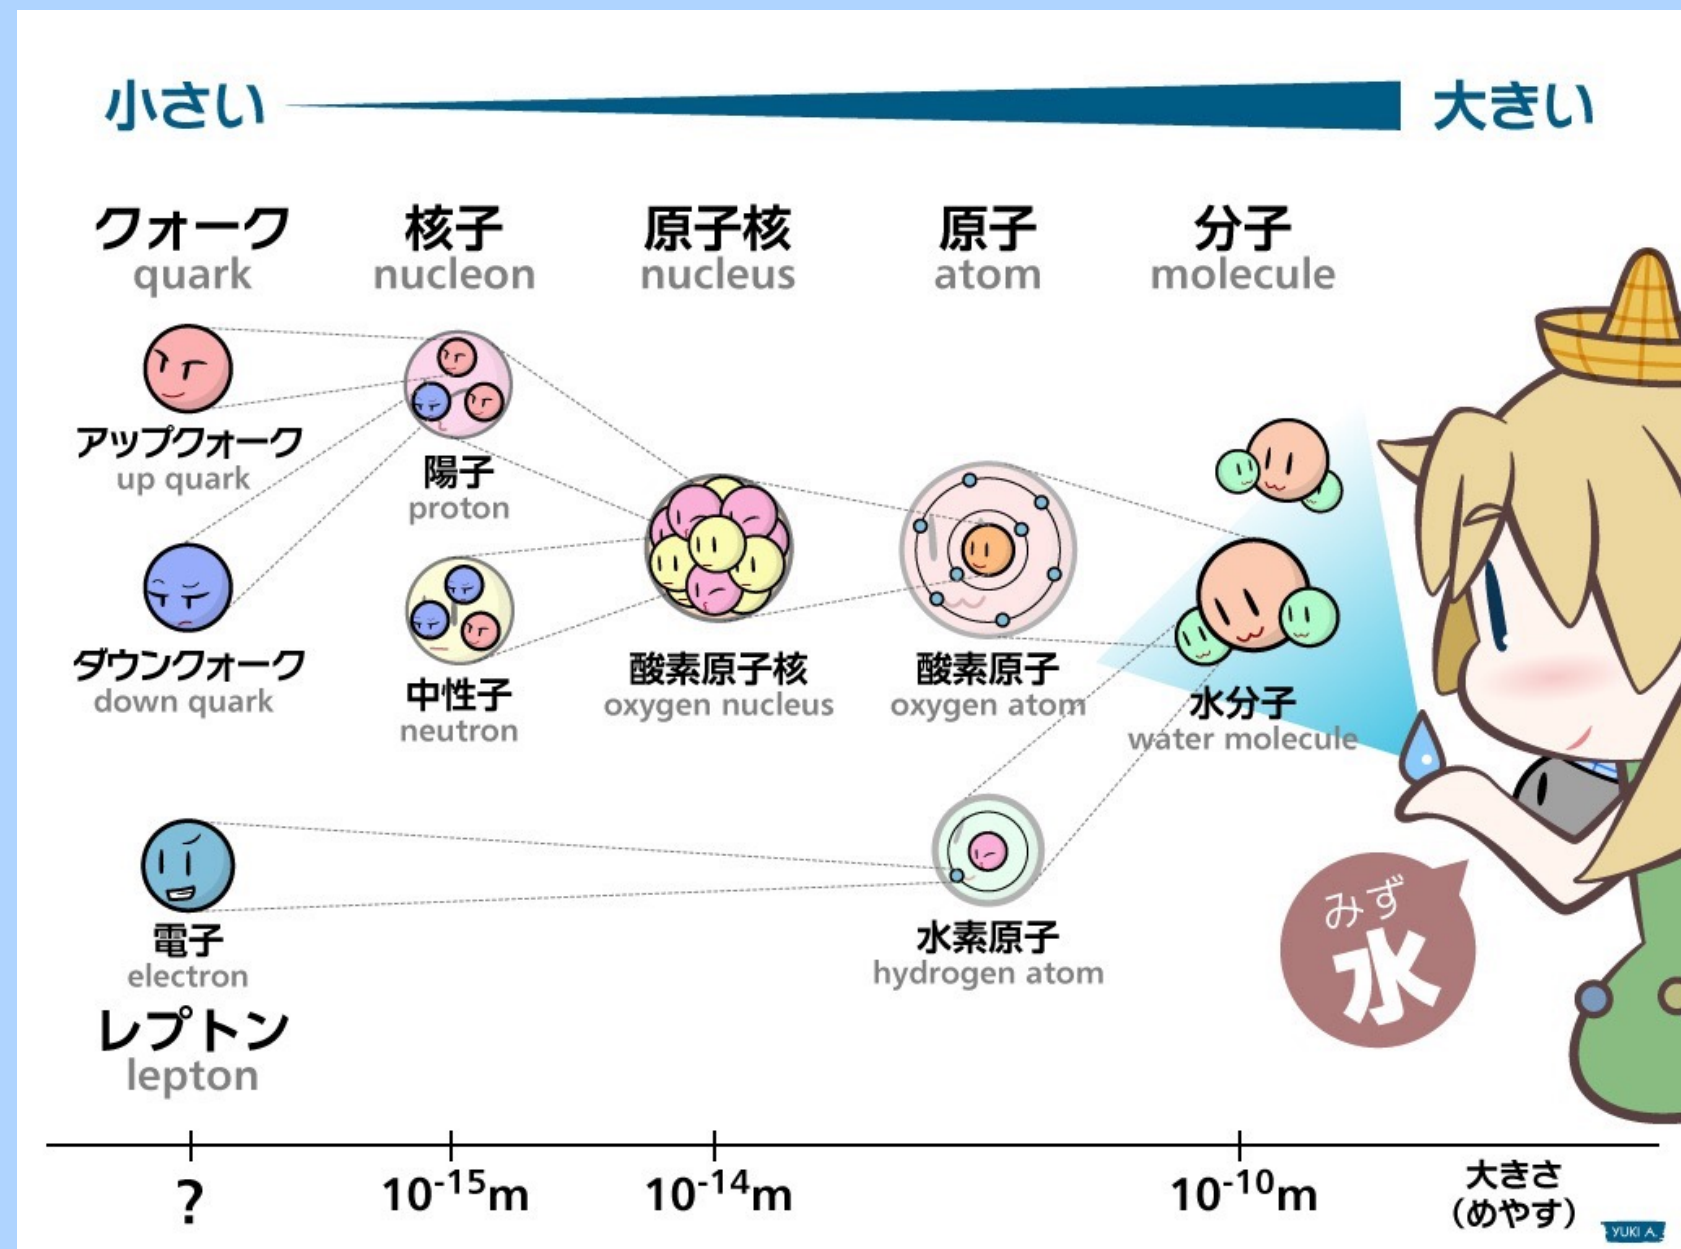 小さい
大きい
クォーク
quark
核子
nucleon
原子核
nucleus
原子
atom
分子
molecule
アップクォーク
up quark
陽子
proton
ダウンクォーク
down quark
中性子
neutron
酸素原子核
oxygen nucleus
酸素原子
oxygen atom
水分子
water molecule
電子
electron
レプトン
lepton
水素原子
hydrogen atom
みず
水
?
10⁻¹⁵m
10⁻¹⁴m
10⁻¹⁰m
大きさ
（めやす）
YUKI A.